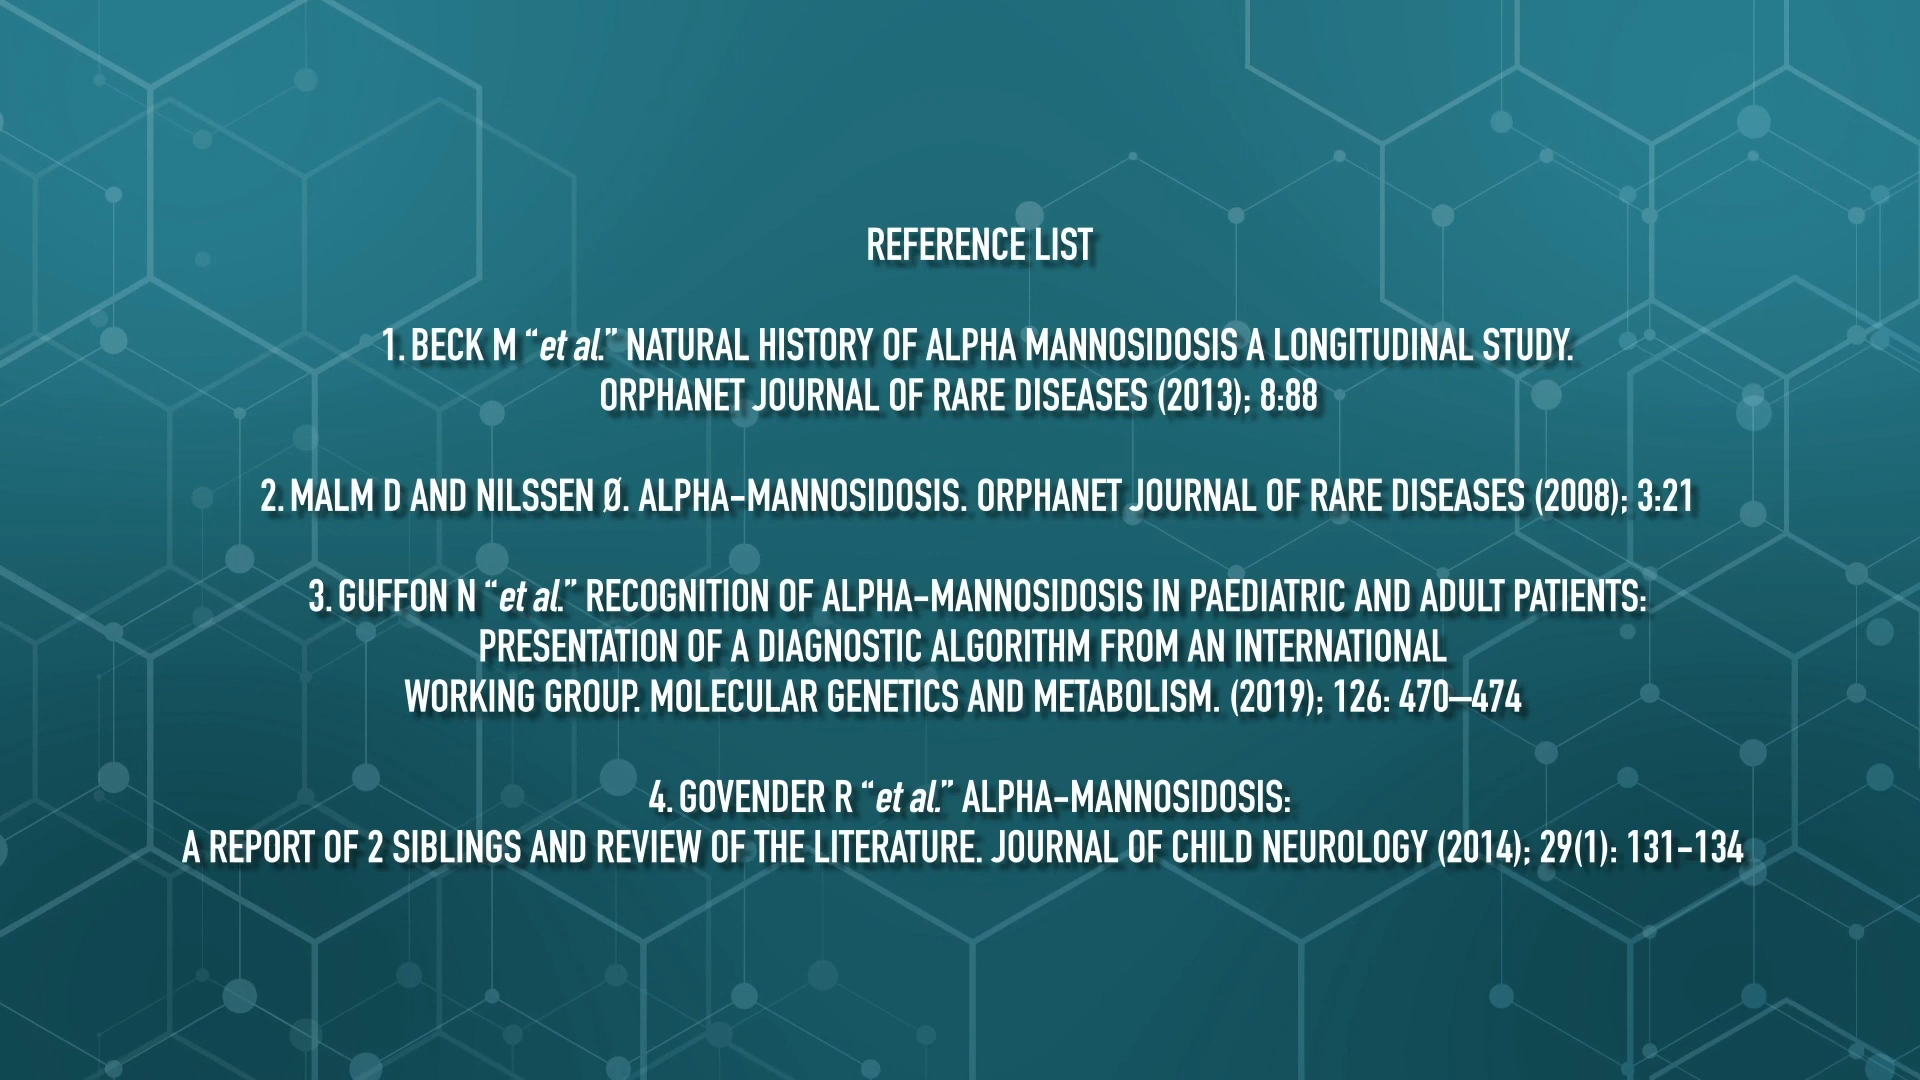 REFERENCE LIST
1. BECK M “et al.” NATURAL HISTORY OF ALPHA MANNOSIDOSIS A LONGITUDINAL STUDY.
ORPHANET JOURNAL OF RARE DISEASES (2013); 8:88
2. MALM D AND NILSSEN Ø. ALPHA-MANNOSIDOSIS. ORPHANET JOURNAL OF RARE DISEASES (2008); 3:21
3. GUFFON N “et al.” RECOGNITION OF ALPHA-MANNOSIDOSIS IN PAEDIATRIC AND ADULT PATIENTS:
PRESENTATION OF A DIAGNOSTIC ALGORITHM FROM AN INTERNATIONAL
WORKING GROUP. MOLECULAR GENETICS AND METABOLISM. (2019); 126: 470–474
4. GOVENDER R “et al.” ALPHA-MANNOSIDOSIS:
A REPORT OF 2 SIBLINGS AND REVIEW OF THE LITERATURE. JOURNAL OF CHILD NEUROLOGY (2014); 29(1): 131-134